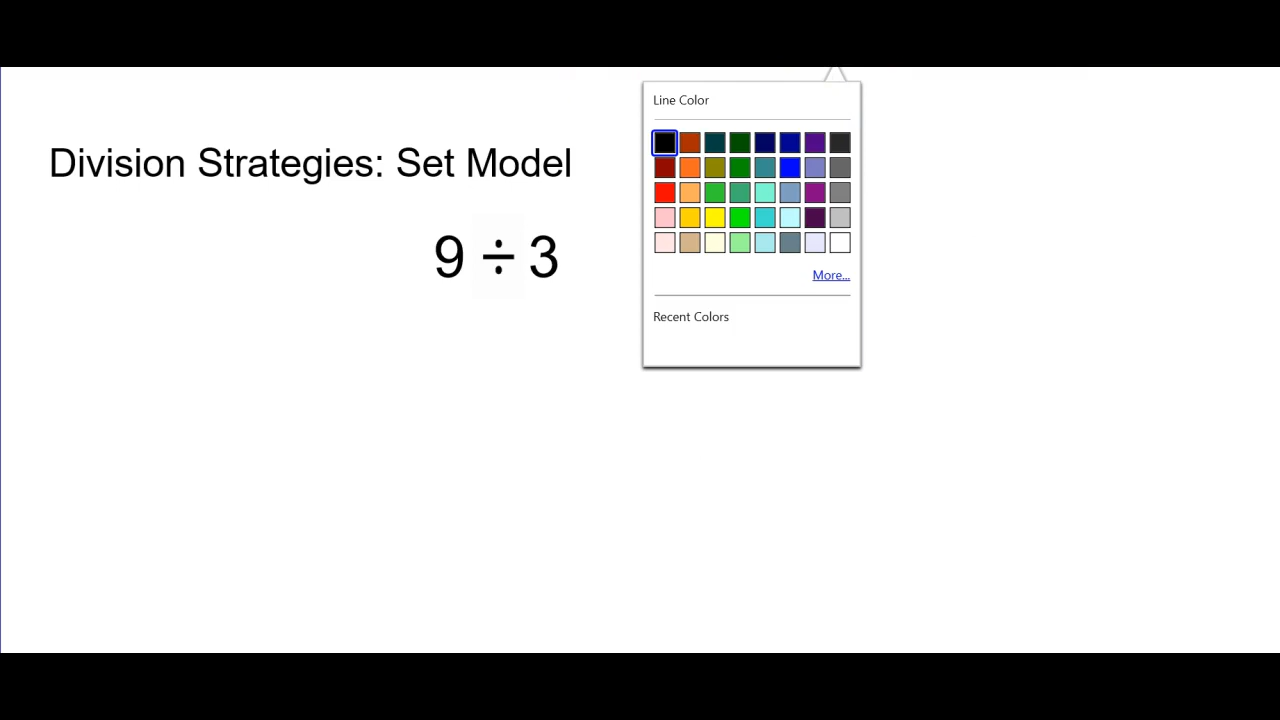 Division Strategies: Set Model
9 ÷ 3
Line Color
More...
Recent Colors